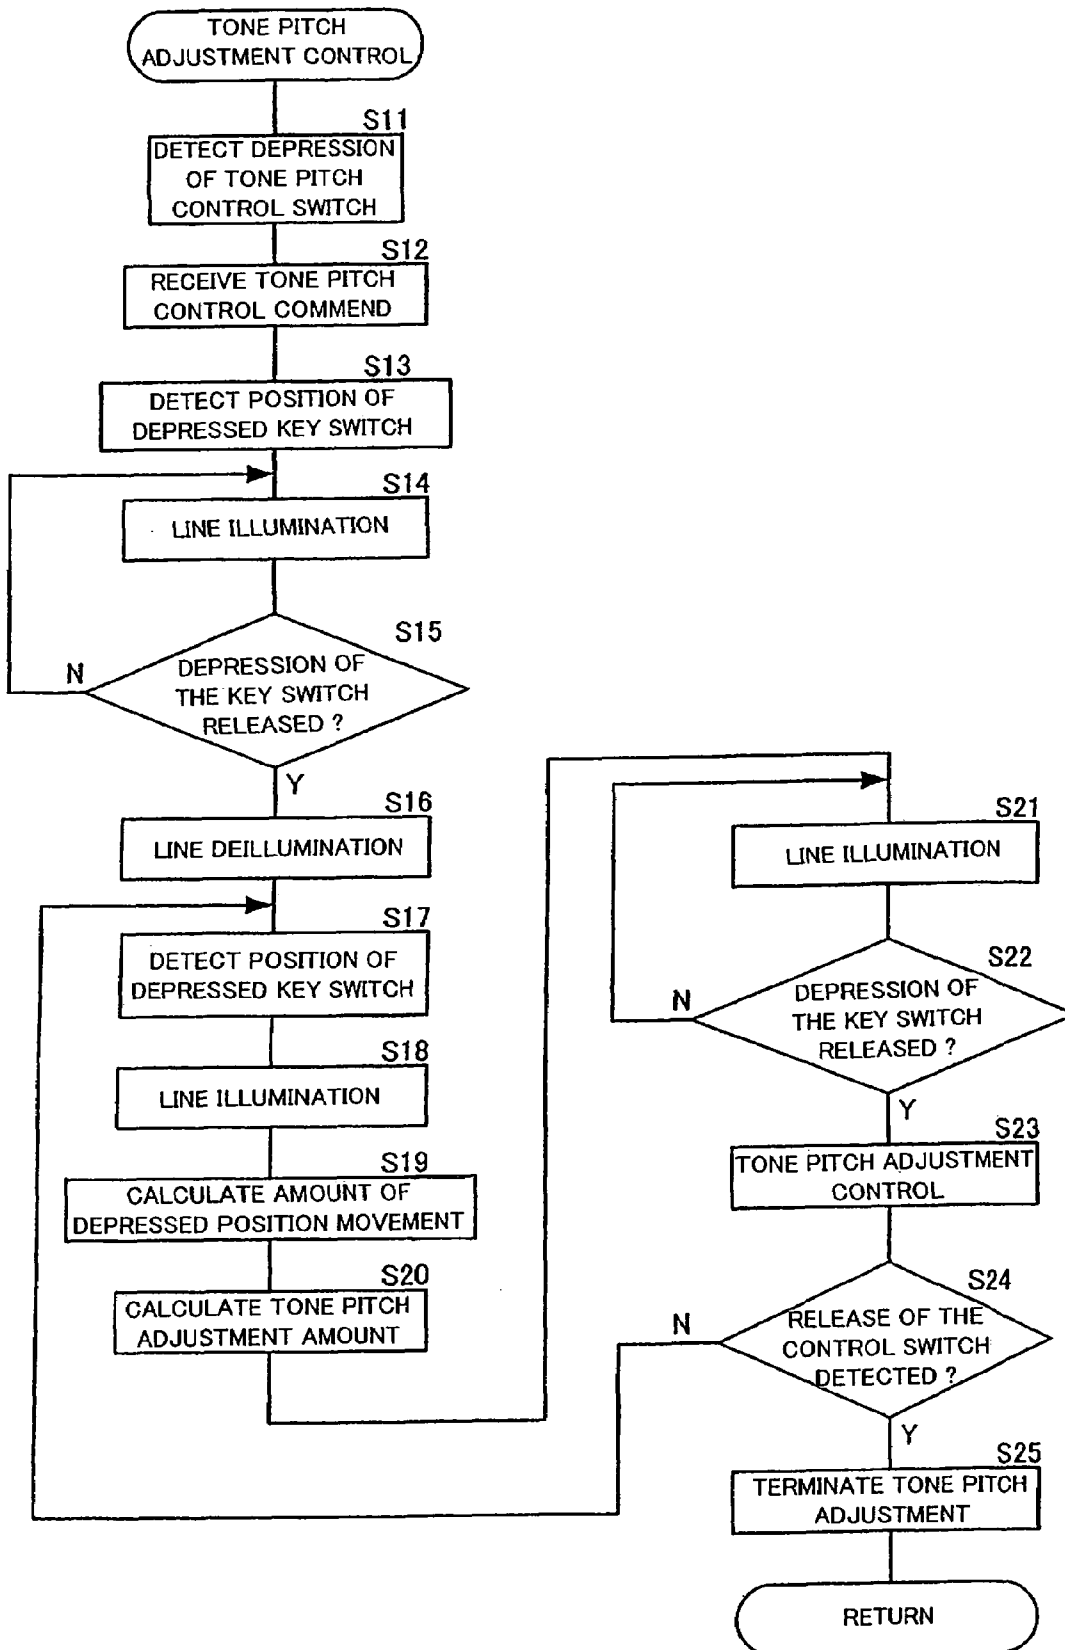 TONE PITCH
ADJUSTMENT CONTROL
S11
DETECT DEPRESSION
OF TONE PITCH
CONTROL SWITCH
S12
RECEIVE TONE PITCH
CONTROL COMMEND
S13
DETECT POSITION OF
DEPRESSED KEY SWITCH
S14
LINE ILLUMINATION
S15
DEPRESSION OF
THE KEY SWITCH
RELEASED ?
N
Y
S16
LINE DEILLUMINATION
S17
DETECT POSITION OF
DEPRESSED KEY SWITCH
S18
LINE ILLUMINATION
S19
CALCULATE AMOUNT OF
DEPRESSED POSITION MOVEMENT
S20
CALCULATE TONE PITCH
ADJUSTMENT AMOUNT
S21
LINE ILLUMINATION
S22
DEPRESSION OF
THE KEY SWITCH
RELEASED ?
N
Y
S23
TONE PITCH ADJUSTMENT
CONTROL
S24
RELEASE OF THE
CONTROL SWITCH
DETECTED ?
N
Y
S25
TERMINATE TONE PITCH
ADJUSTMENT
RETURN